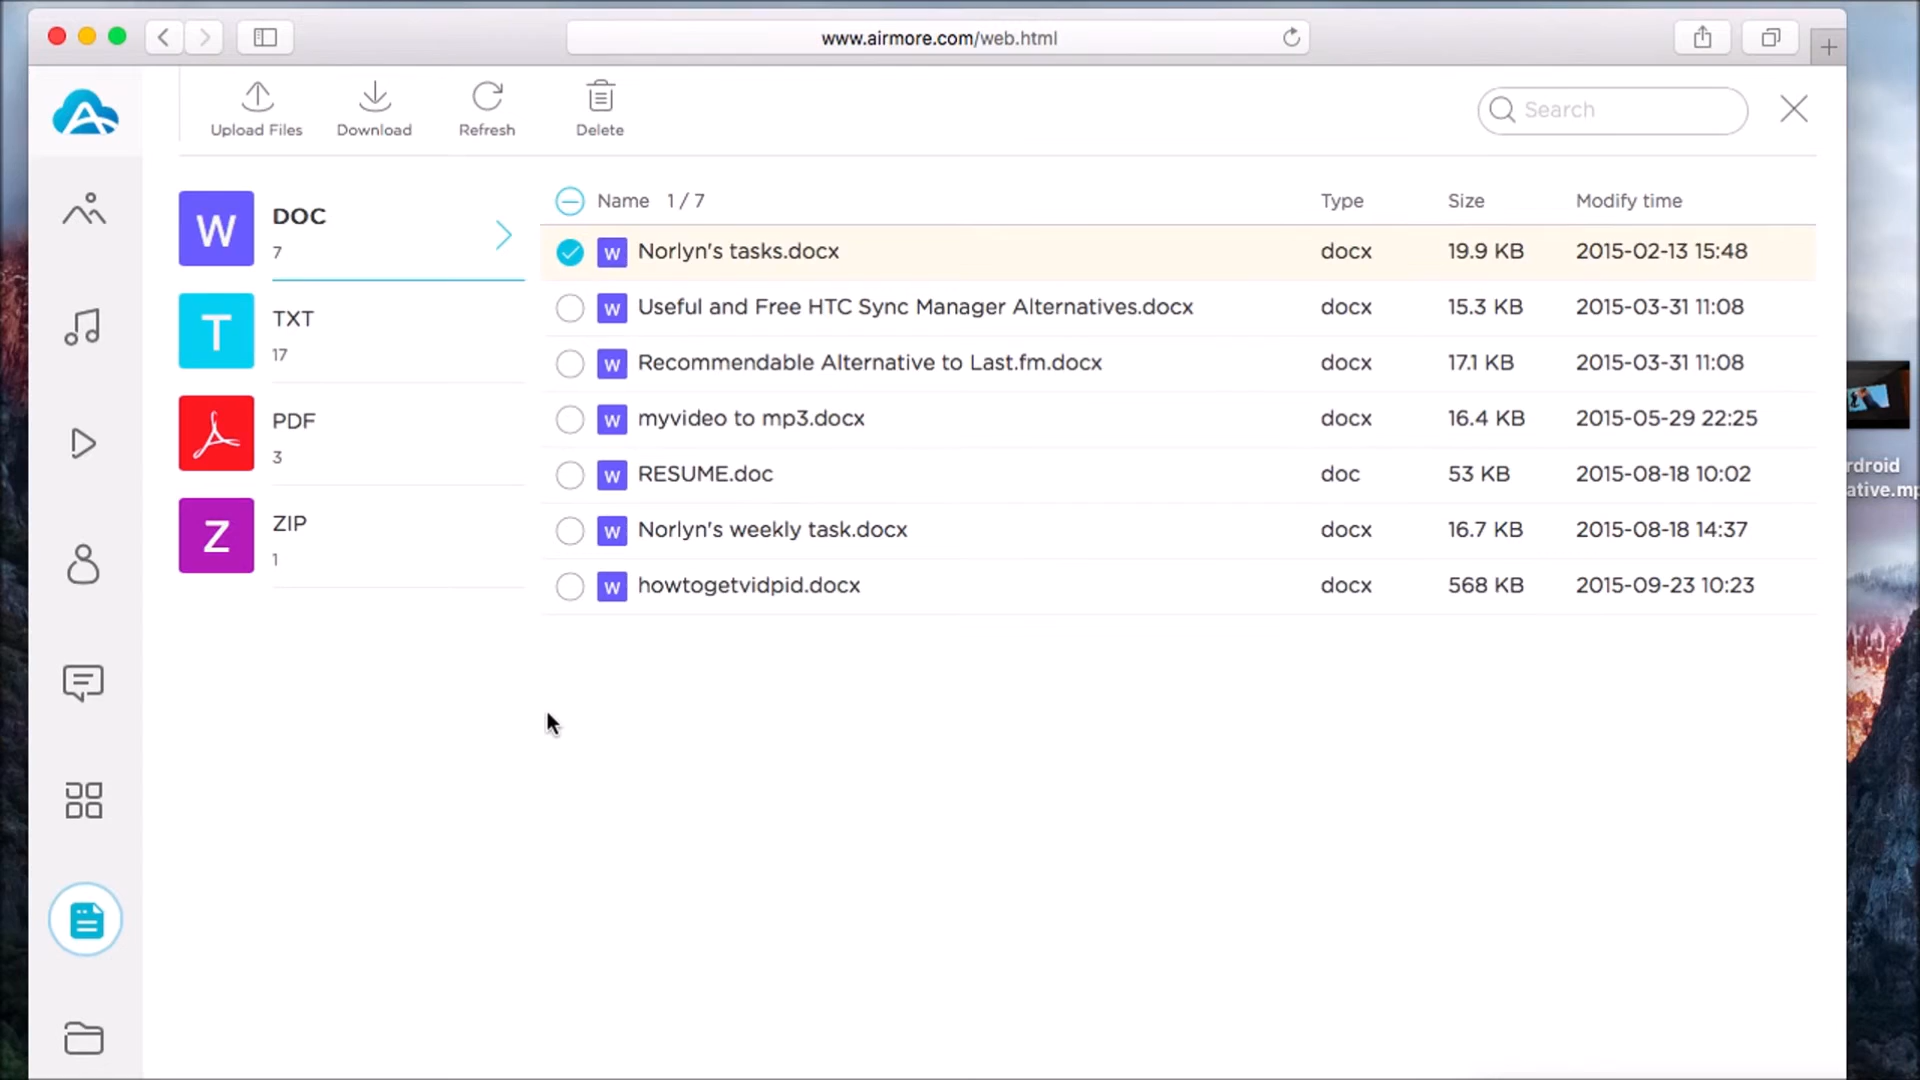 www.airmore.com/web.html
Upload Files
Download
Refresh
Delete
Search
W
DOC
7
T
TXT
17
PDF
3
Z
ZIP
1
Name 1 / 7 Type Size Modify time
W Norlyn's tasks.docx docx 19.9 KB 2015-02-13 15:48
W Useful and Free HTC Sync Manager Alternatives.docx docx 15.3 KB 2015-03-31 11:08
W Recommendable Alternative to Last.fm.docx docx 17.1 KB 2015-03-31 11:08
W myvideo to mp3.docx docx 16.4 KB 2015-05-29 22:25
W RESUME.doc doc 53 KB 2015-08-18 10:02
W Norlyn's weekly task.docx docx 16.7 KB 2015-08-18 14:37
W howtogetvidpid.docx docx 568 KB 2015-09-23 10:23
rdroid
ative.mp